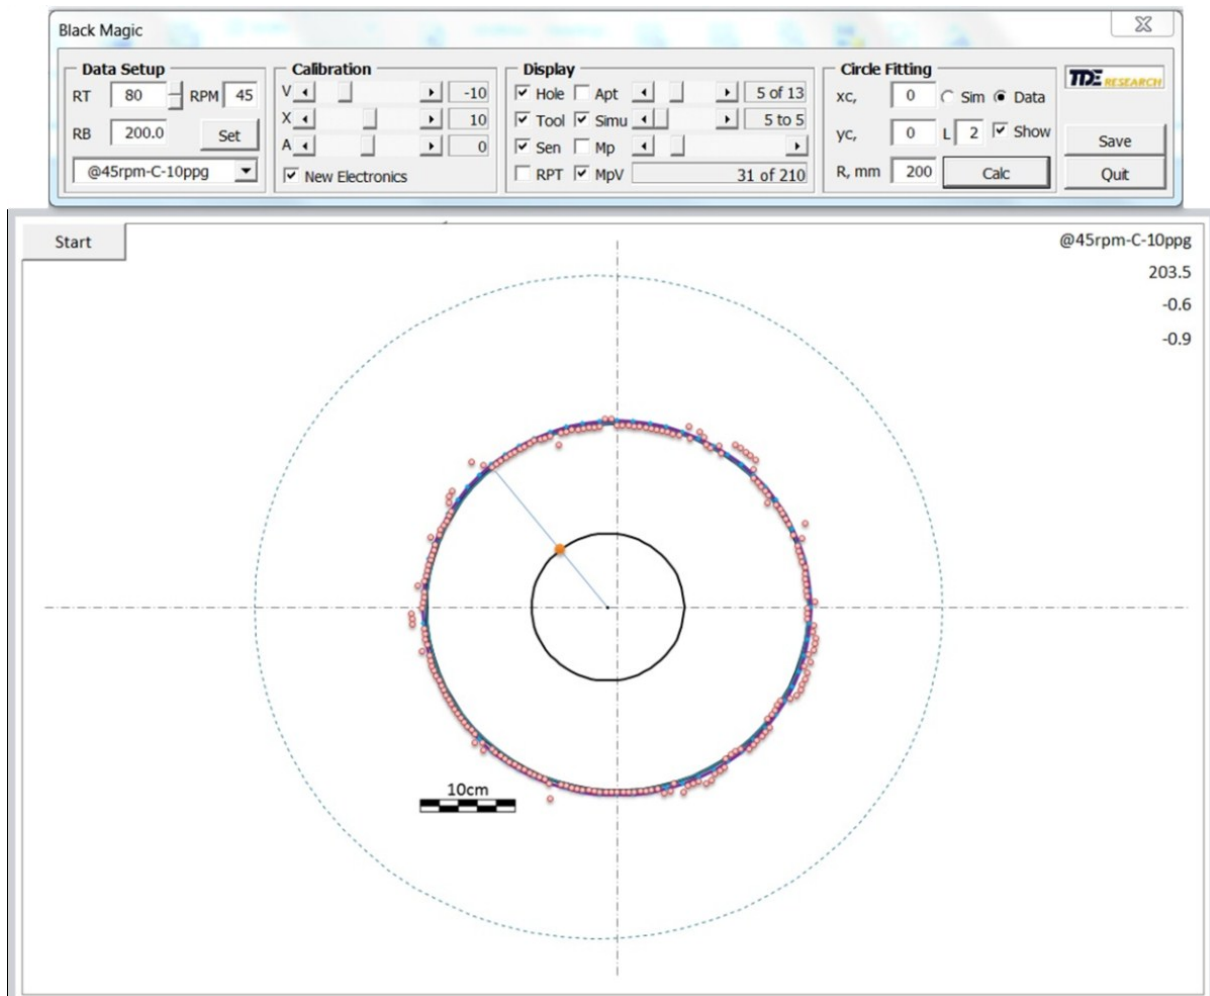 Black Magic
Data Setup
RT 80 RPM 45
RB 200.0 Set
@45rpm-C-10ppg
Calibration
V -10
X 10
A 0
New Electronics
Display
Hole Apt 5 of 13
Tool Simu 5 to 5
Sen Mp
RPT MpV 31 of 210
Circle Fitting
xc, 0 Sim Data
yc, 0 L 2 Show
R, mm 200 Calc
TDE RESEARCH
Save
Quit
Start
@45rpm-C-10ppg
203.5
-0.6
-0.9
10cm